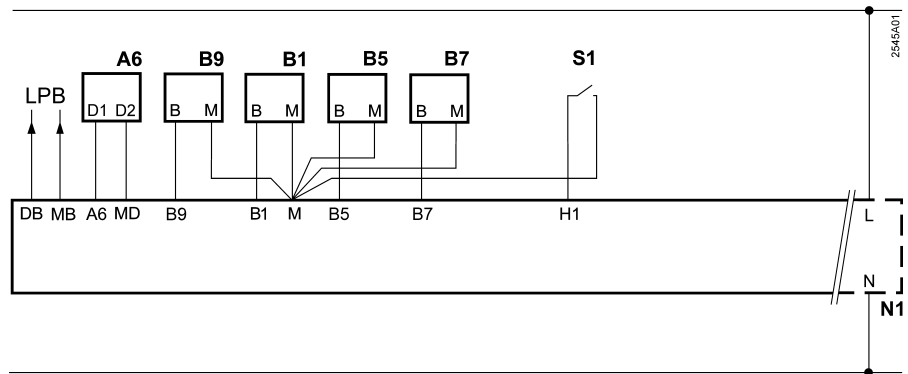 2545A01
A6 B9 B1 B5 B7 S1
LPB
D1 D2 B M B M B M B M
DB MB A6 MD B9 B1 M B5 B7 H1 L
N
N1